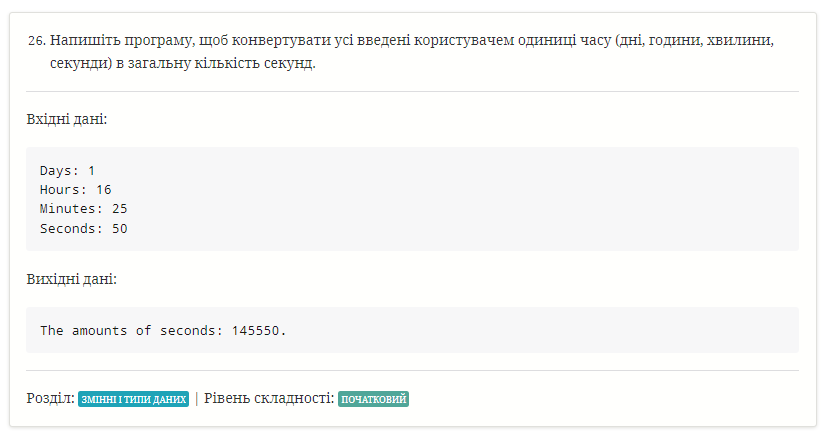 26. Напишіть програму, щоб конвертувати усі введені користувачем одиниці часу (дні, години, хвилини,
секунди) в загальну кількість секунд.
Вхідні дані:
Days: 1
Hours: 16
Minutes: 25
Seconds: 50
Вихідні дані:
The amounts of seconds: 145550.
Розділ: ЗМІННІ І ТИПИ ДАНИХ | Рівень складності: ПОЧАТКОВИЙ